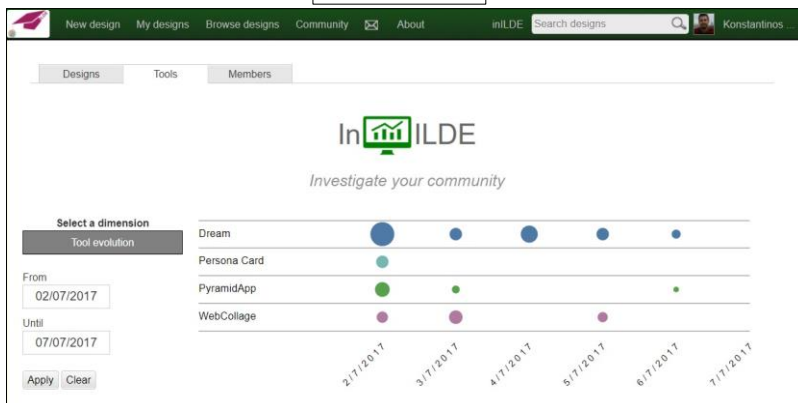 New design My designs Browse designs Community About inILDE Search designs Konstantinos ...
Designs Tools Members
In ILDE
Investigate your community
Select a dimension
Tool evolution
From
02/07/2017
Until
07/07/2017
Apply Clear
Dream
Persona Card
PyramidApp
WebCollage
2/7/2017 3/7/2017 4/7/2017 5/7/2017 6/7/2017 7/7/2017